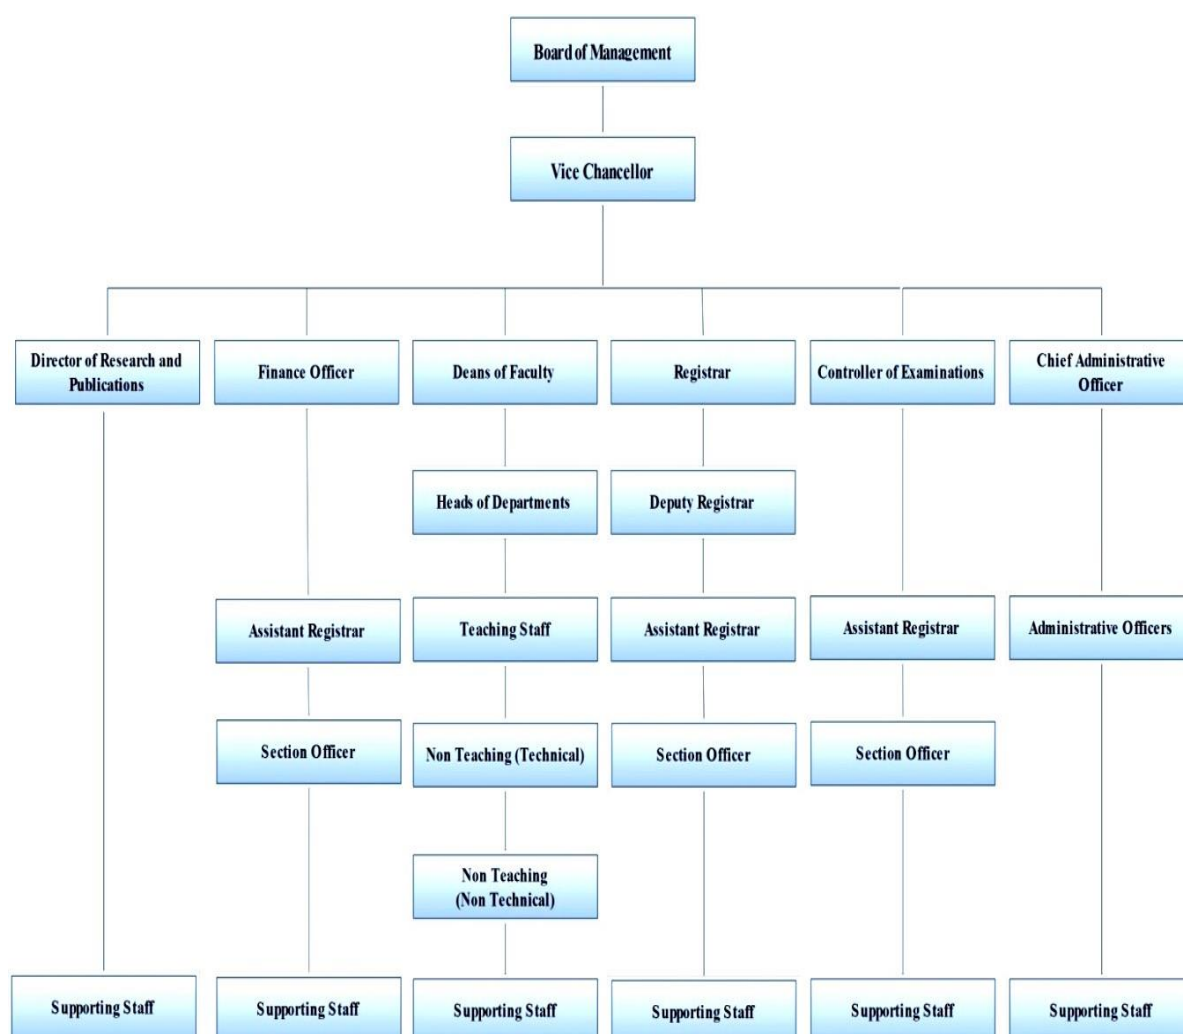 Board of Management
Vice Chancellor
Director of Research and
Publications
Finance Officer
Deans of Faculty
Registrar
Controller of Examinations
Chief Administrative
Officer
Heads of Departments
Deputy Registrar
Assistant Registrar
Teaching Staff
Assistant Registrar
Assistant Registrar
Administrative Officers
Section Officer
Non Teaching (Technical)
Section Officer
Section Officer
Non Teaching
(Non Technical)
Supporting Staff
Supporting Staff
Supporting Staff
Supporting Staff
Supporting Staff
Supporting Staff